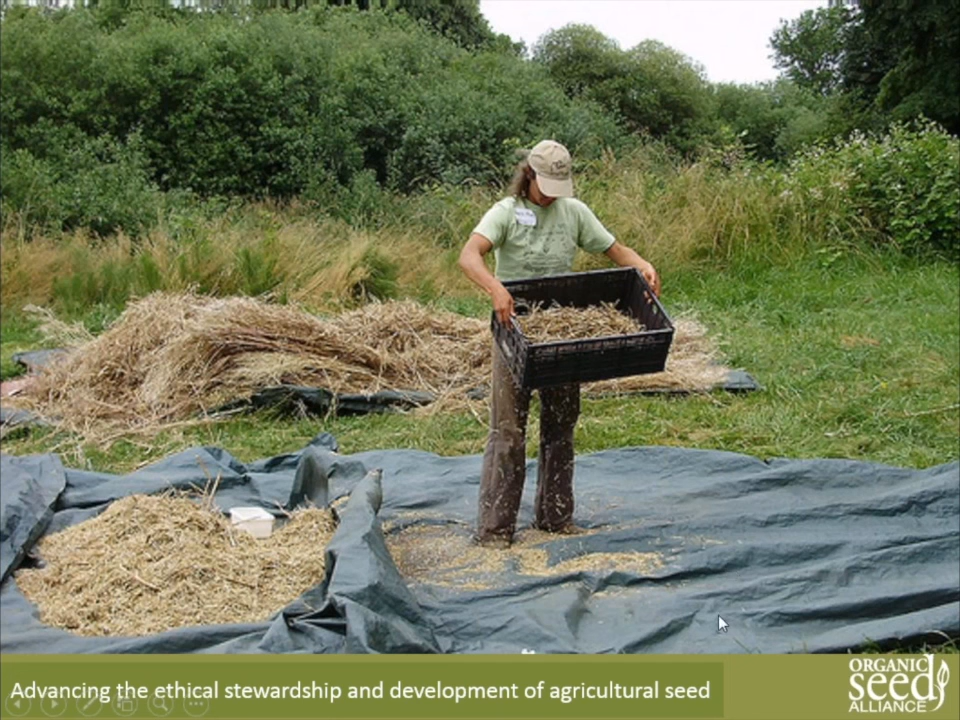 Advancing the ethical stewardship and development of agricultural seed
ORGANIC
seed
ALLIANCE